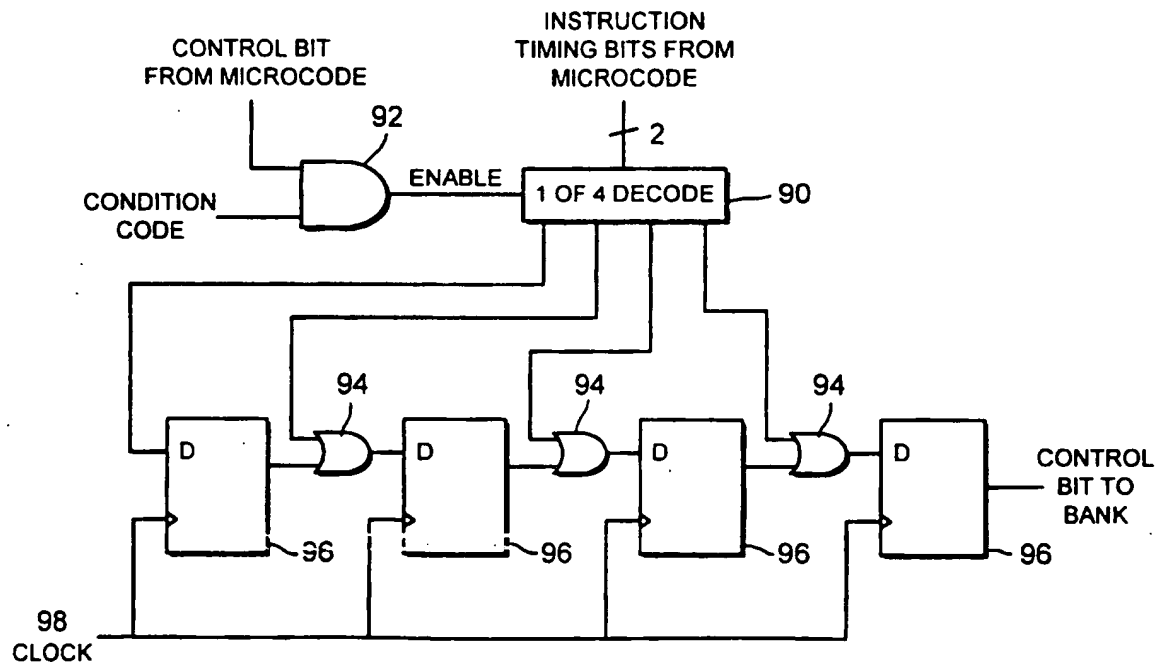 CONTROL BIT
FROM MICROCODE
INSTRUCTION
TIMING BITS FROM
MICROCODE
92
2
ENABLE
1 OF 4 DECODE
90
CONDITION
CODE
94
94
94
D
D
D
D
CONTROL
BIT TO
BANK
96
96
96
96
98
CLOCK